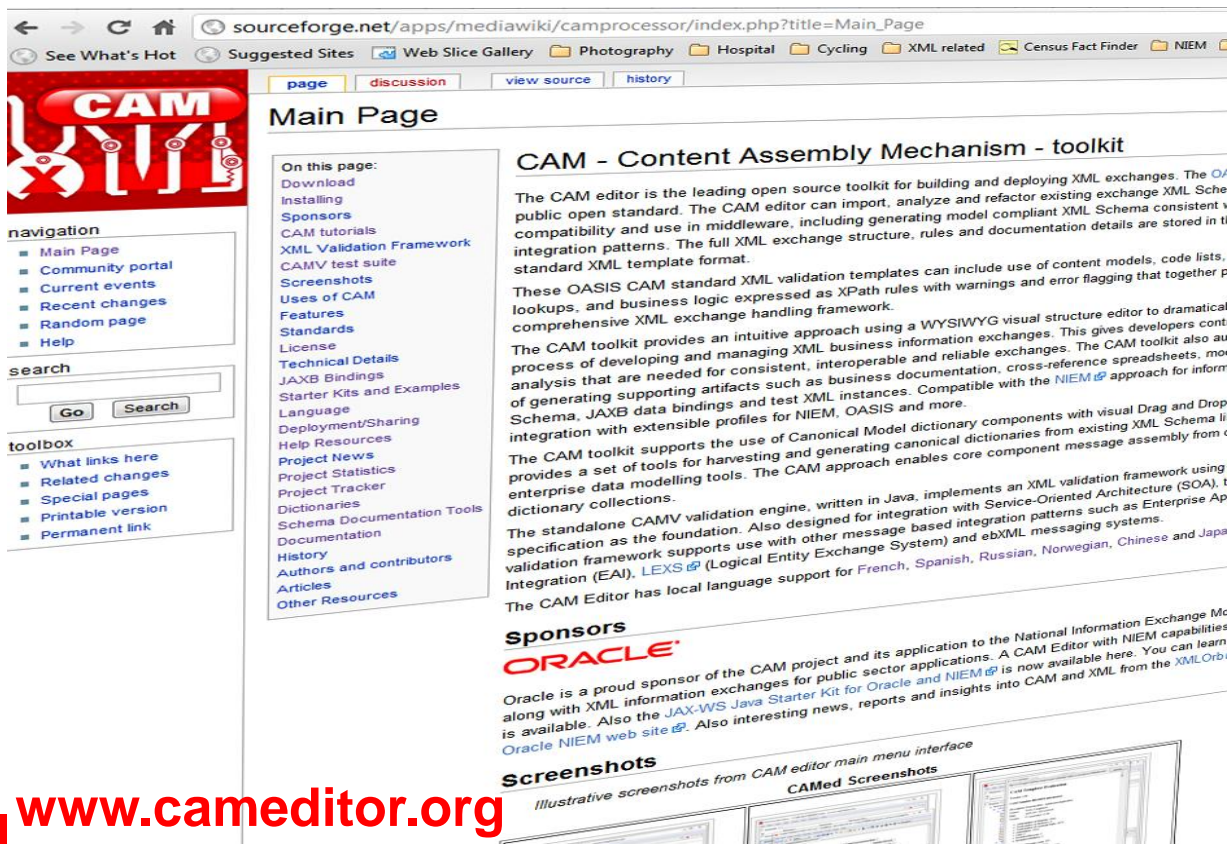 sourceforge.net/apps/mediawiki/camprocessor/index.php?title=Main_Page
See What's Hot Suggested Sites Web Slice Gallery Photography Hospital Cycling XML related Census Fact Finder NIEM
page discussion view source history
CAM
XML
Main Page
navigation
Main Page
Community portal
Current events
Recent changes
Random page
Help
search
Go Search
toolbox
What links here
Related changes
Special pages
Printable version
Permanent link
On this page:
Download
Installing
Sponsors
CAM tutorials
XML Validation Framework
CAMV test suite
Screenshots
Uses of CAM
Features
Standards
License
Technical Details
JAXB Bindings
Starter Kits and Examples
Language
Deployment/Sharing
Help Resources
Project News
Project Statistics
Project Tracker
Dictionaries
Schema Documentation Tools
Documentation
History
Authors and contributors
Articles
Other Resources
CAM - Content Assembly Mechanism - toolkit
The CAM editor is the leading open source toolkit for building and deploying XML exchanges. The OA
public open standard. The CAM editor can import, analyze and refactor existing exchange XML Sche
compatibility and use in middleware, including generating model compliant XML Schema consistent w
integration patterns. The full XML exchange structure, rules and documentation details are stored in th
standard XML template format.
These OASIS CAM standard XML validation templates can include use of content models, code lists,
lookups, and business logic expressed as XPath rules with warnings and error flagging that together p
comprehensive XML exchange handling framework.
The CAM toolkit provides an intuitive approach using a WYSIWYG visual structure editor to dramatical
process of developing and managing XML business information exchanges. This gives developers cont
analysis that are needed for consistent, interoperable and reliable exchanges. The CAM toolkit also au
of generating supporting artifacts such as business documentation, cross-reference spreadsheets, mod
Schema, JAXB data bindings and test XML instances. Compatible with the NIEM approach for inform
integration with extensible profiles for NIEM, OASIS and more.
The CAM toolkit supports the use of Canonical Model dictionary components with visual Drag and Drop
provides a set of tools for harvesting and generating canonical dictionaries from existing XML Schema li
enterprise data modelling tools. The CAM approach enables core component message assembly from c
dictionary collections.
The standalone CAMV validation engine, written in Java, implements an XML validation framework using
specification as the foundation. Also designed for integration with Service-Oriented Architecture (SOA), t
validation framework supports use with other message based integration patterns such as Enterprise Ap
Integration (EAI), LEXS (Logical Entity Exchange System) and ebXML messaging systems.
The CAM Editor has local language support for French, Spanish, Russian, Norwegian, Chinese and Japa
Sponsors
ORACLE
Oracle is a proud sponsor of the CAM project and its application to the National Information Exchange Mo
along with XML information exchanges for public sector applications. A CAM Editor with NIEM capabilities
is available. Also the JAX-WS Java Starter Kit for Oracle and NIEM is now available here. You can learn
Oracle NIEM web site. Also interesting news, reports and insights into CAM and XML from the XMLOrb
Screenshots
Illustrative screenshots from CAM editor main menu interface
CAMed Screenshots
www.cameditor.org